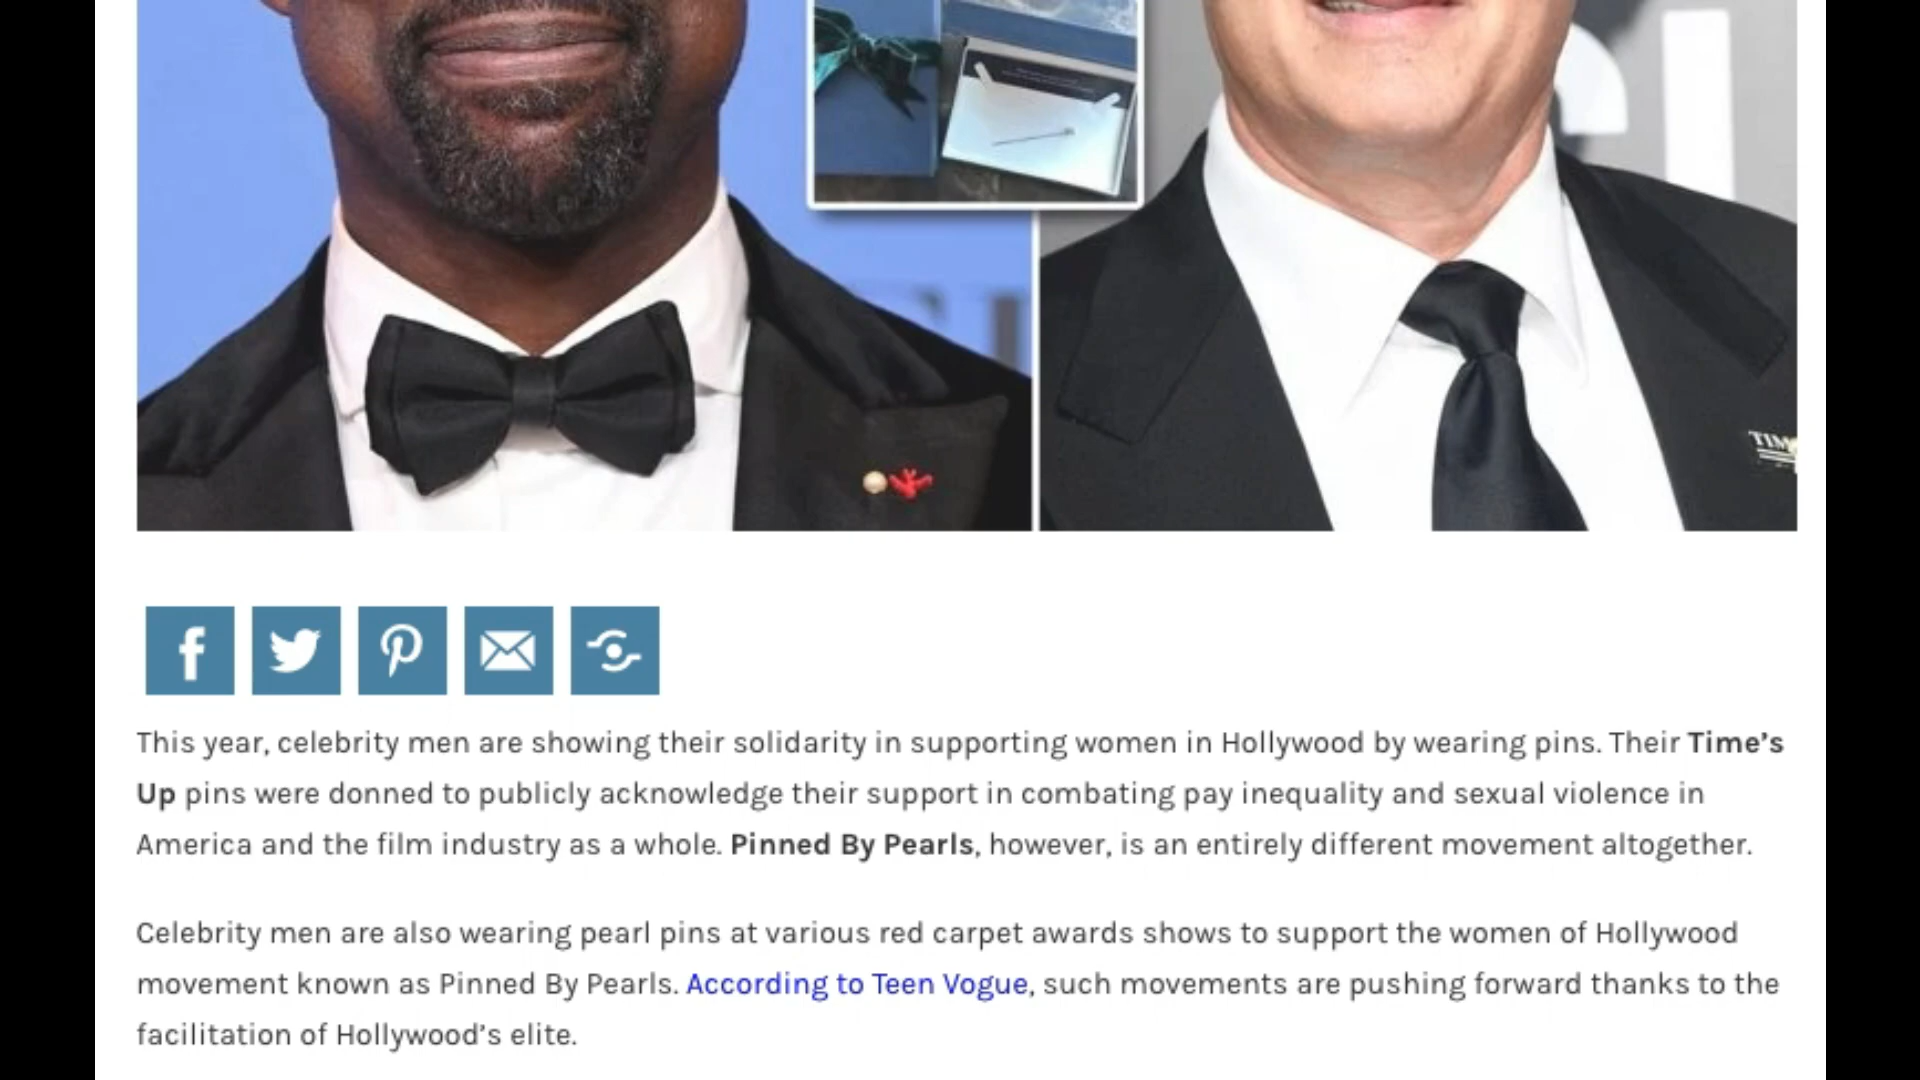 TIM
This year, celebrity men are showing their solidarity in supporting women in Hollywood by wearing pins. Their Time’s
Up pins were donned to publicly acknowledge their support in combating pay inequality and sexual violence in
America and the film industry as a whole. Pinned By Pearls, however, is an entirely different movement altogether.
Celebrity men are also wearing pearl pins at various red carpet awards shows to support the women of Hollywood
movement known as Pinned By Pearls. According to Teen Vogue, such movements are pushing forward thanks to the
facilitation of Hollywood’s elite.